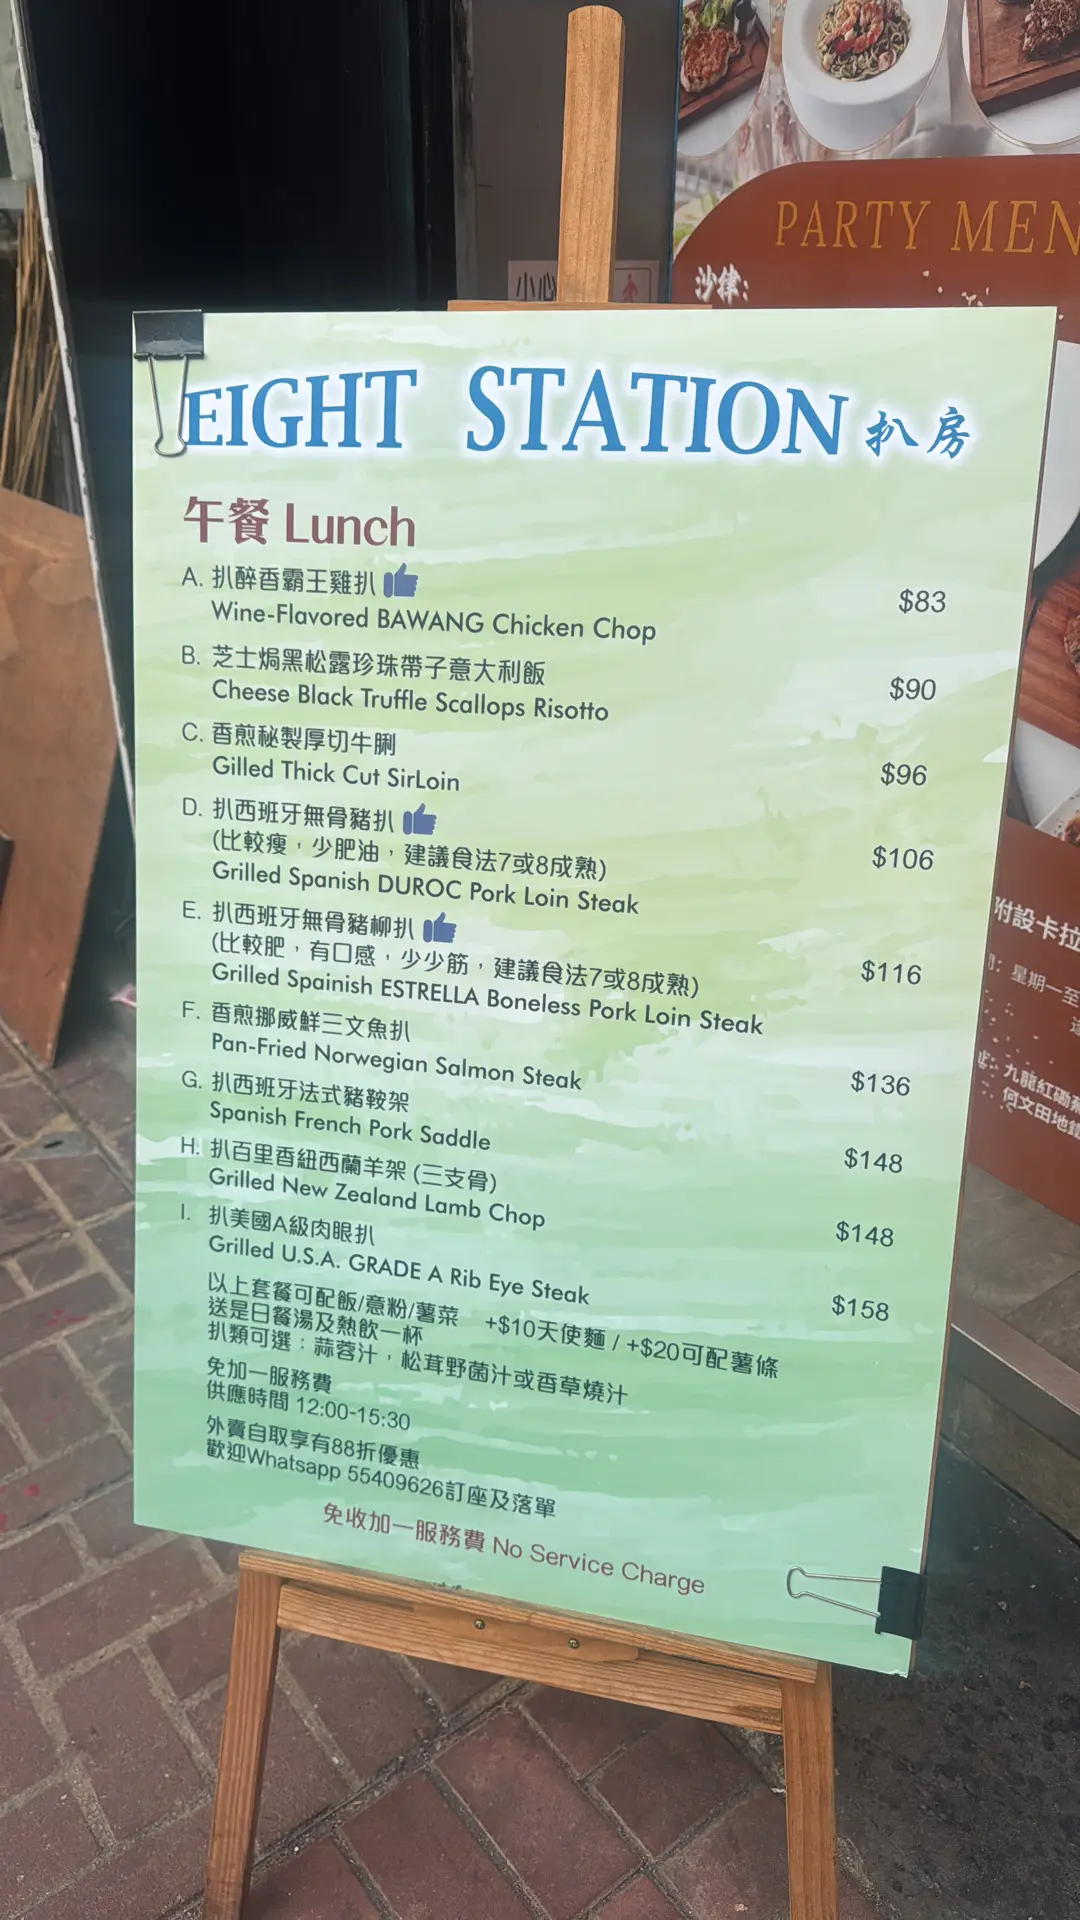 PARTY MEN
沙律:
小心
EIGHT STATION 扒房
午餐 Lunch
A. 扒醉香霸王雞扒
Wine-Flavored BAWANG Chicken Chop $83
B. 芝士焗黑松露珍珠帶子意大利飯
Cheese Black Truffle Scallops Risotto $90
C. 香煎秘製厚切牛脷
Gilled Thick Cut SirLoin $96
D. 扒西班牙無骨豬扒
(比較瘦，少肥油，建議食法7或8成熟) $106
Grilled Spanish DUROC Pork Loin Steak
E. 扒西班牙無骨豬柳扒
(比較肥，有口感，少少筋，建議食法7或8成熟) $116
Grilled Spainish ESTRELLA Boneless Pork Loin Steak
F. 香煎挪威鮮三文魚扒
Pan-Fried Norwegian Salmon Steak $136
G. 扒西班牙法式豬鞍架
Spanish French Pork Saddle $148
H. 扒百里香紐西蘭羊架 (三支骨)
Grilled New Zealand Lamb Chop $148
I. 扒美國A級肉眼扒
Grilled U.S.A. GRADE A Rib Eye Steak $158
以上套餐可配飯/意粉/薯菜 +$10天使麵 / +$20可配薯條
送是日餐湯及熱飲一杯
扒類可選：蒜蓉汁，松茸野菌汁或香草燒汁
免加一服務費
供應時間 12:00-15:30
外賣自取享有88折優惠
歡迎Whatsapp 55409626訂座及落單
免收加一服務費 No Service Charge
附設卡拉
星期一至
九龍紅磡
何文田地鐵